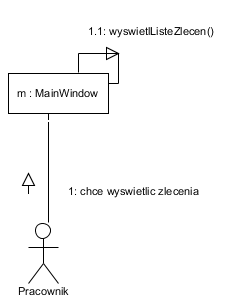 1.1: wyswietlListeZlecen()
m : MainWindow
1: chce wyswietlic zlecenia
Pracownik